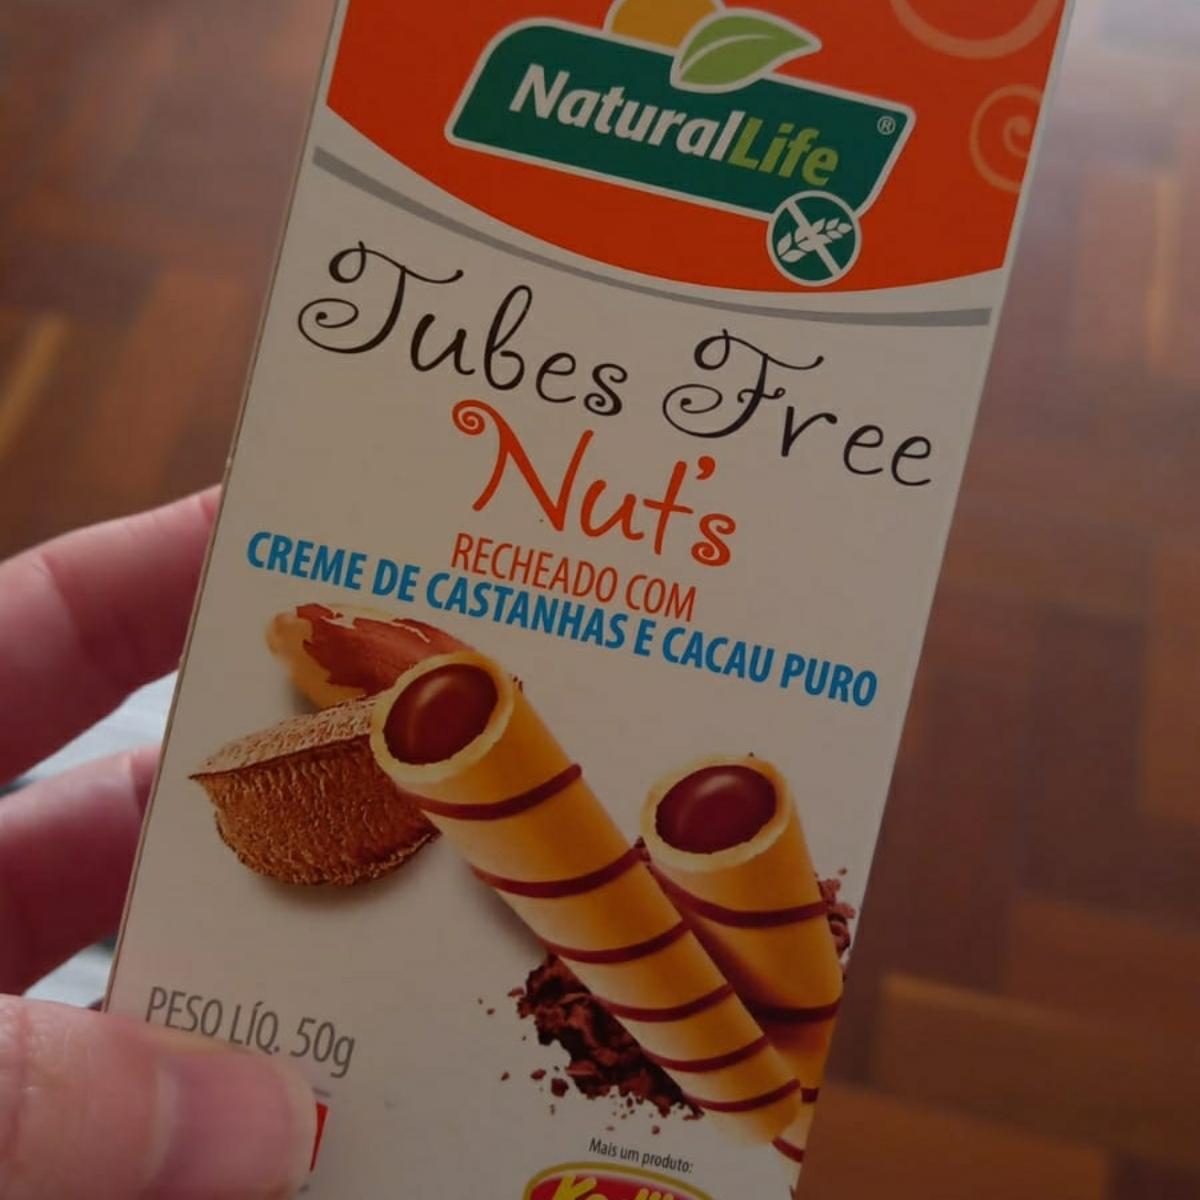 NaturalLife ®
Tubes Free
Nut's
RECHEADO COM
CREME DE CASTANHAS E CACAU PURO
PESO LÍQ. 50g
Mais um produto: